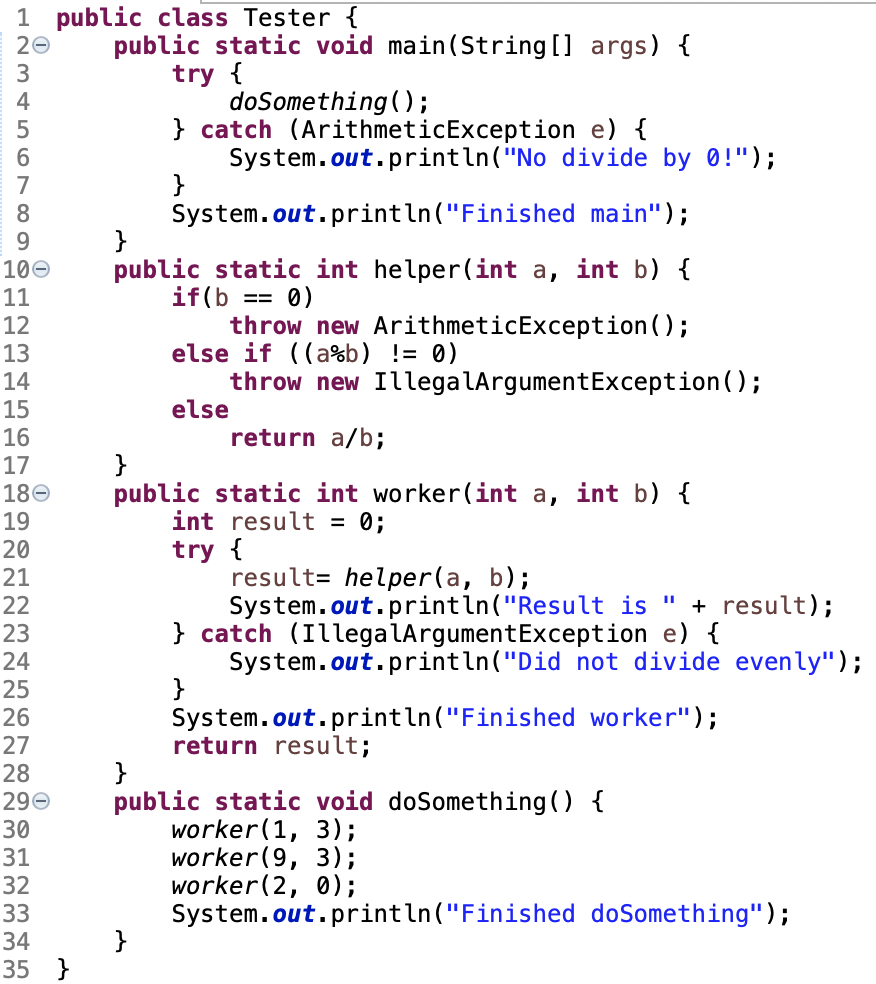 1 public class Tester {
2 public static void main(String[] args) {
3 try {
4 doSomething();
5 } catch (ArithmeticException e) {
6 System.out.println("No divide by 0!");
7 }
8 System.out.println("Finished main");
9 }
10 public static int helper(int a, int b) {
11 if(b == 0)
12 throw new ArithmeticException();
13 else if ((a%b) != 0)
14 throw new IllegalArgumentException();
15 else
16 return a/b;
17 }
18 public static int worker(int a, int b) {
19 int result = 0;
20 try {
21 result= helper(a, b);
22 System.out.println("Result is " + result);
23 } catch (IllegalArgumentException e) {
24 System.out.println("Did not divide evenly");
25 }
26 System.out.println("Finished worker");
27 return result;
28 }
29 public static void doSomething() {
30 worker(1, 3);
31 worker(9, 3);
32 worker(2, 0);
33 System.out.println("Finished doSomething");
34 }
35 }